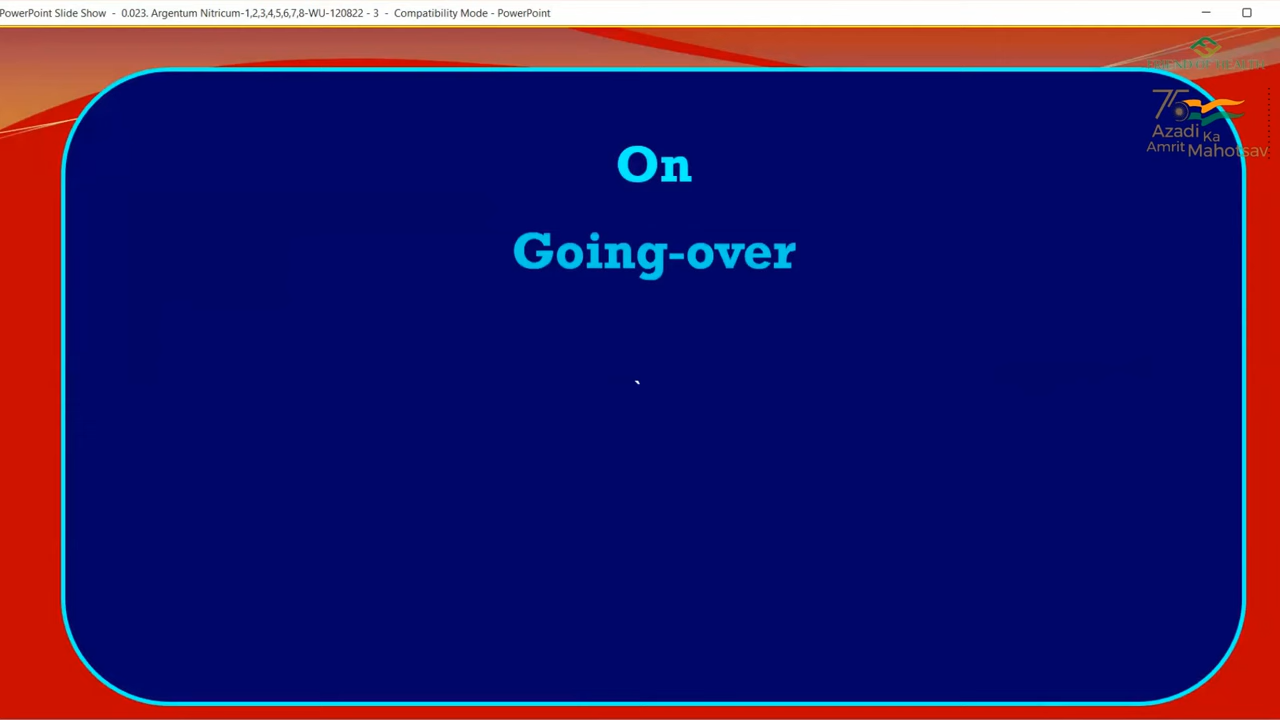 PowerPoint Slide Show - 0.023. Argentum Nitricum-1,2,3,4,5,6,7,8-WU-120822 - 3 - Compatibility Mode - PowerPoint
75
Azadi Ka
Amrit Mahotsav
On
Going-over